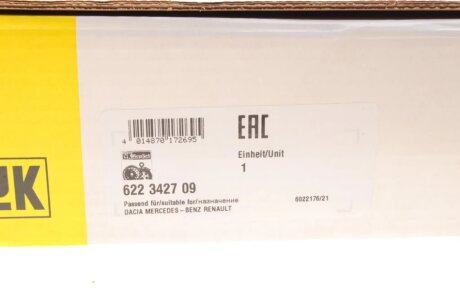 LUK
4 014870 172695
EAC
Einheit/Unit
1
622 3427 09
Passend für/suitable for/назначение
DACIA MERCEDES-BENZ RENAULT
6022176/21